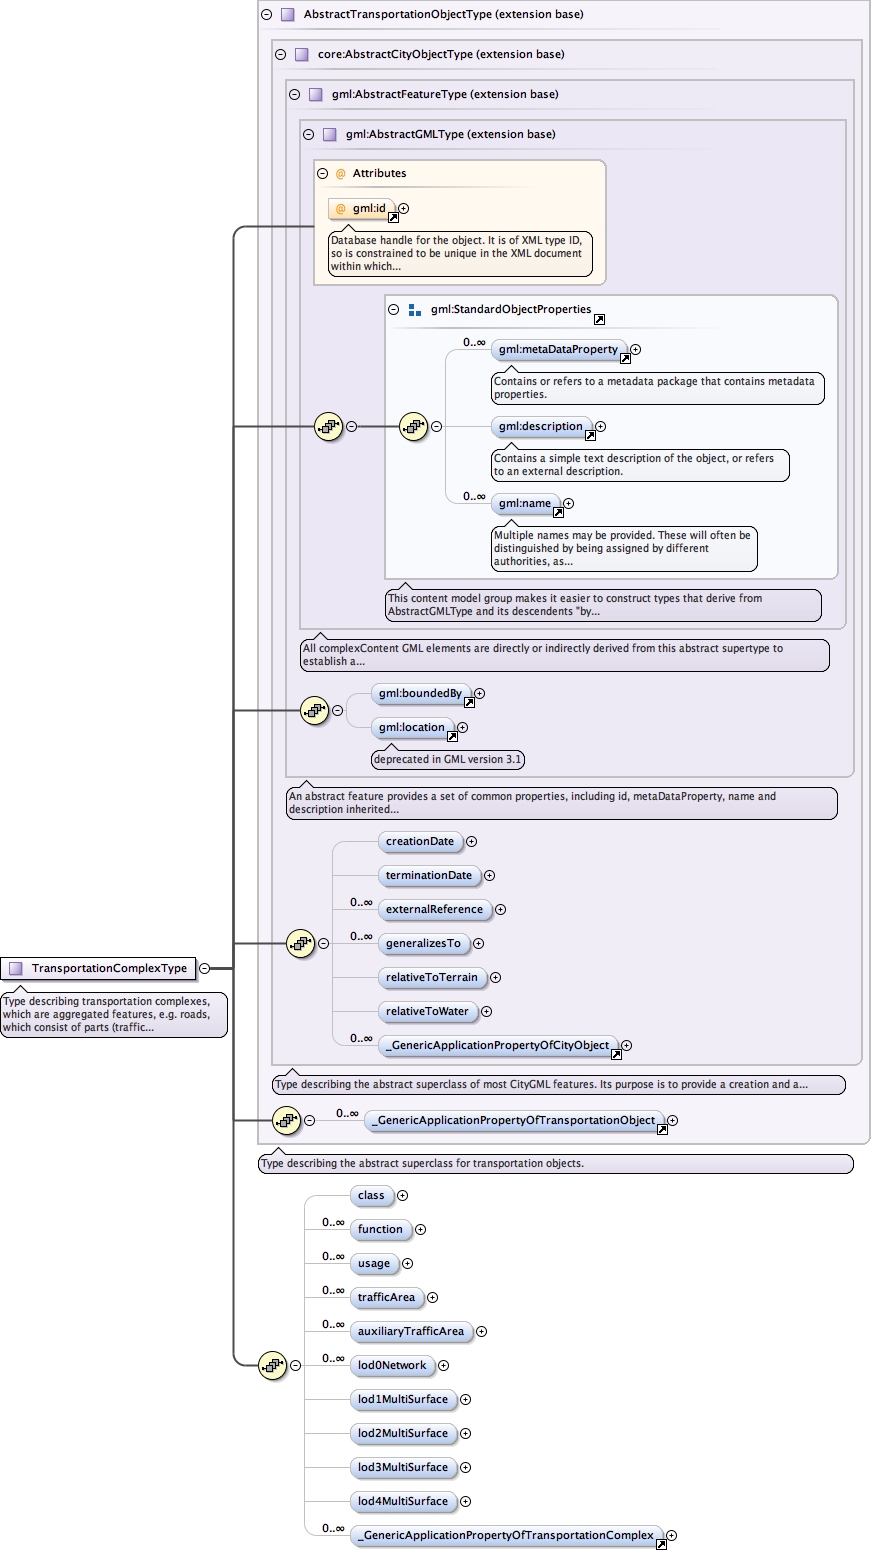 AbstractTransportationObjectType (extension base)
core:AbstractCityObjectType (extension base)
gml:AbstractFeatureType (extension base)
gml:AbstractGMLType (extension base)
@ Attributes
@ gml:id
Database handle for the object. It is of XML type ID,
so is constrained to be unique in the XML document
within which...
gml:StandardObjectProperties
0..∞
gml:metaDataProperty
Contains or refers to a metadata package that contains metadata
properties.
gml:description
Contains a simple text description of the object, or refers
to an external description.
0..∞
gml:name
Multiple names may be provided. These will often be
distinguished by being assigned by different
authorities, as...
This content model group makes it easier to construct types that derive from
AbstractGMLType and its descendents "by...
All complexContent GML elements are directly or indirectly derived from this abstract supertype to
establish a...
gml:boundedBy
gml:location
deprecated in GML version 3.1
An abstract feature provides a set of common properties, including id, metaDataProperty, name and
description inherited...
creationDate
terminationDate
0..∞
externalReference
0..∞
generalizesTo
relativeToTerrain
relativeToWater
0..∞
_GenericApplicationPropertyOfCityObject
TransportationComplexType
Type describing transportation complexes,
which are aggregated features, e.g. roads,
which consist of parts (traffic...
Type describing the abstract superclass of most CityGML features. Its purpose is to provide a creation and a...
0..∞
_GenericApplicationPropertyOfTransportationObject
Type describing the abstract superclass for transportation objects.
class
0..∞
function
0..∞
usage
0..∞
trafficArea
0..∞
auxiliaryTrafficArea
0..∞
lod0Network
lod1MultiSurface
lod2MultiSurface
lod3MultiSurface
lod4MultiSurface
0..∞
_GenericApplicationPropertyOfTransportationComplex